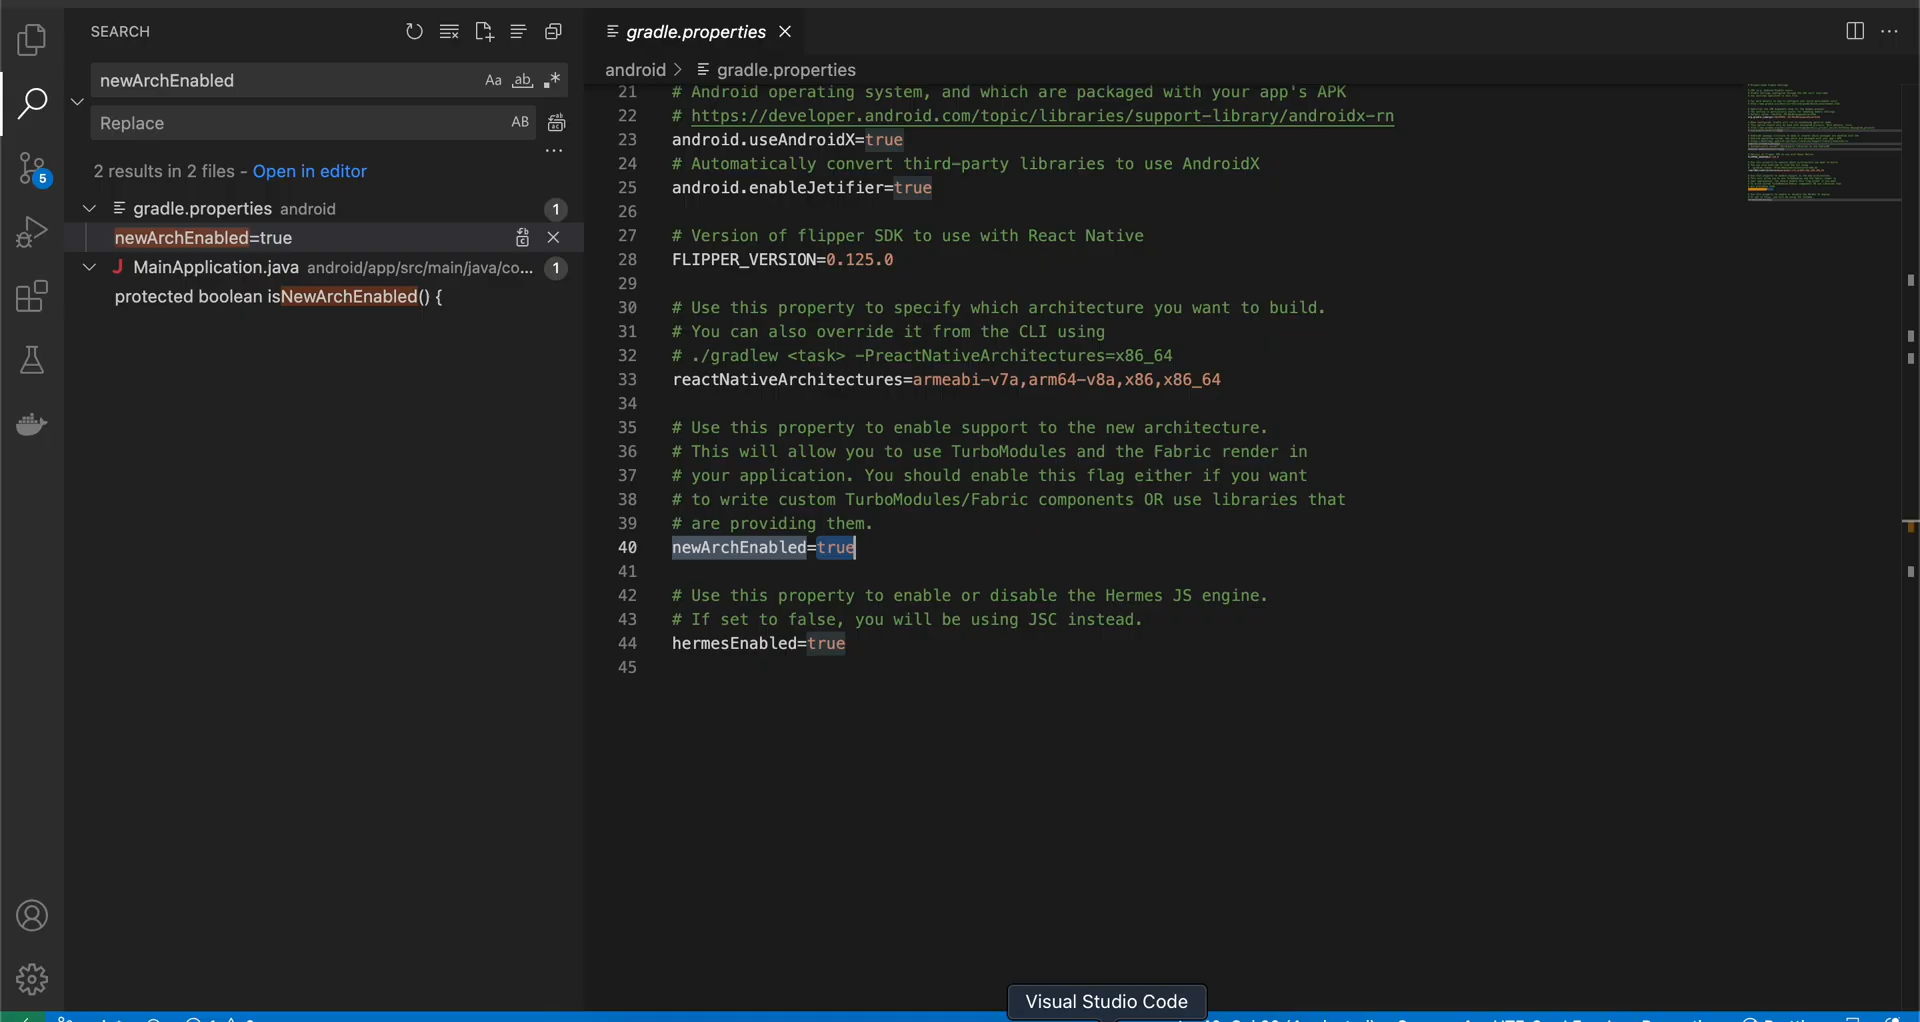 SEARCH
newArchEnabled
Aa
ab
Replace
AB
2 results in 2 files - Open in editor
gradle.properties android
1
newArchEnabled=true
J MainApplication.java android/app/src/main/java/co...
1
protected boolean isNewArchEnabled() {
5
gradle.properties
android > gradle.properties
21 # Android operating system, and which are packaged with your app's APK
22 # https://developer.android.com/topic/libraries/support-library/androidx-rn
23 android.useAndroidX=true
24 # Automatically convert third-party libraries to use AndroidX
25 android.enableJetifier=true
26
27 # Version of flipper SDK to use with React Native
28 FLIPPER_VERSION=0.125.0
29
30 # Use this property to specify which architecture you want to build.
31 # You can also override it from the CLI using
32 # ./gradlew <task> -PreactNativeArchitectures=x86_64
33 reactNativeArchitectures=armeabi-v7a,arm64-v8a,x86,x86_64
34
35 # Use this property to enable support to the new architecture.
36 # This will allow you to use TurboModules and the Fabric render in
37 # your application. You should enable this flag either if you want
38 # to write custom TurboModules/Fabric components OR use libraries that
39 # are providing them.
40 newArchEnabled=true
41
42 # Use this property to enable or disable the Hermes JS engine.
43 # If set to false, you will be using JSC instead.
44 hermesEnabled=true
45
Visual Studio Code